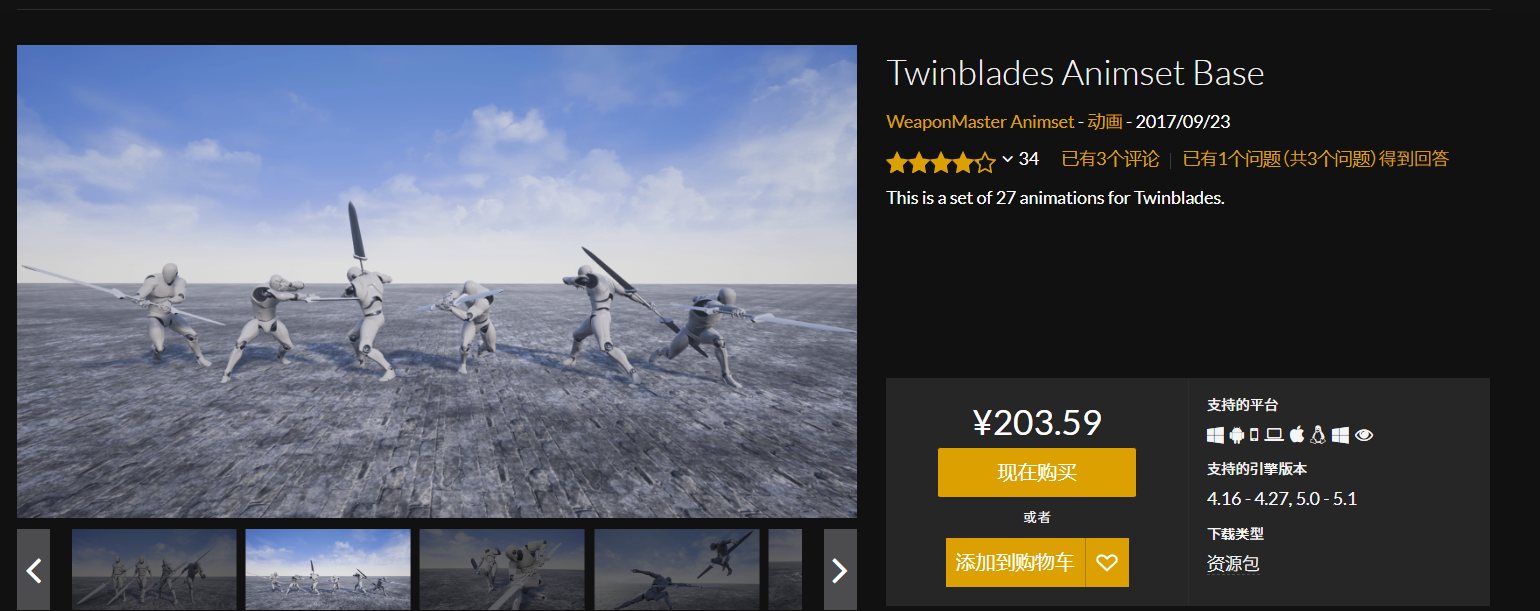 Twinblades Animset Base
WeaponMaster Animset - 动画 - 2017/09/23
34 已有3个评论 | 已有1个问题（共3个问题）得到回答
This is a set of 27 animations for Twinblades.
¥203.59
现在购买
或者
添加到购物车
支持的平台
支持的引擎版本
4.16 - 4.27, 5.0 - 5.1
下载类型
资源包